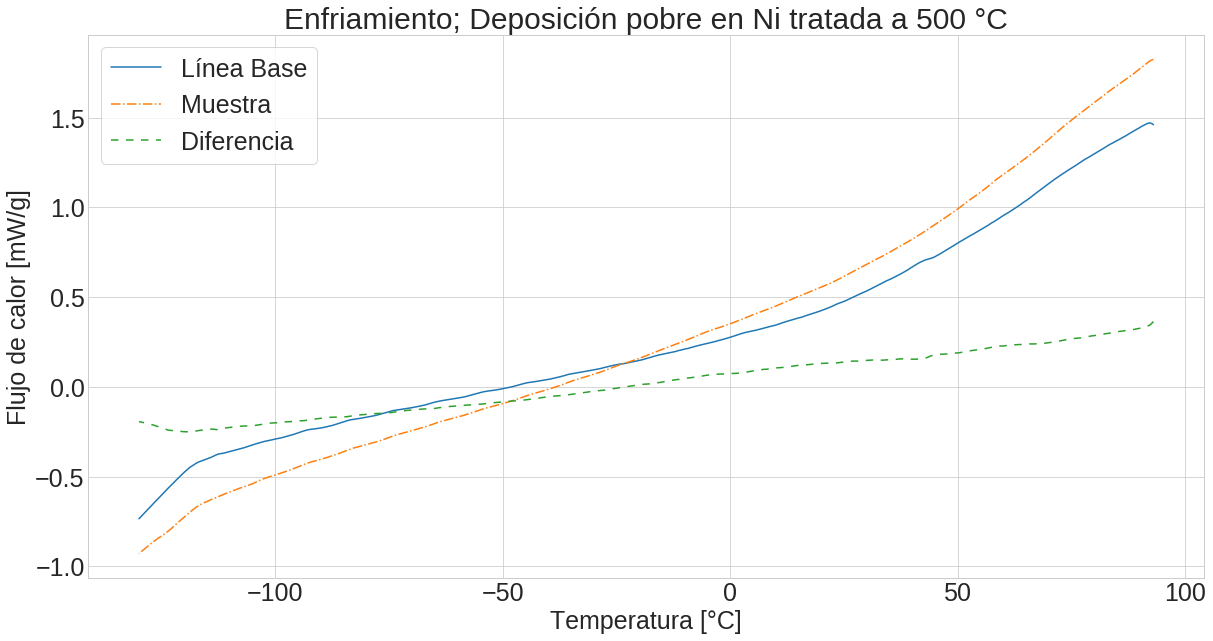 Enfriamiento; Deposición pobre en Ni tratada a 500 °C
Línea Base
Muestra
Diferencia
Flujo de calor [mW/g]
1.5
1.0
0.5
0.0
−0.5
−1.0
−100
−50
0
50
100
Temperatura [°C]